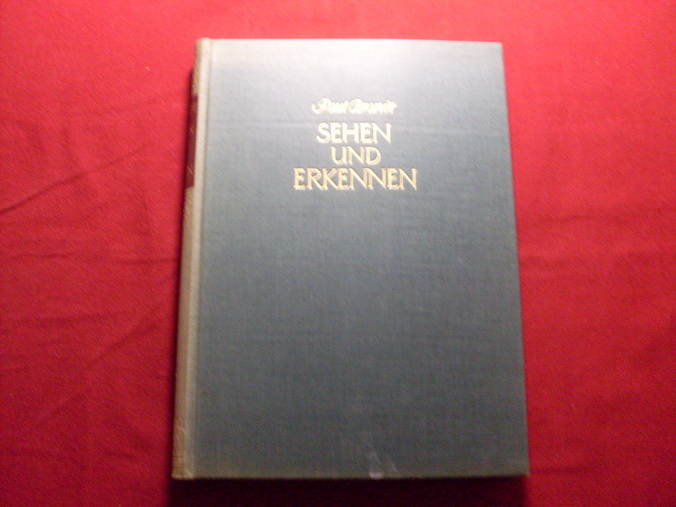 Paul Brandt
SEHEN
UND
ERKENNEN